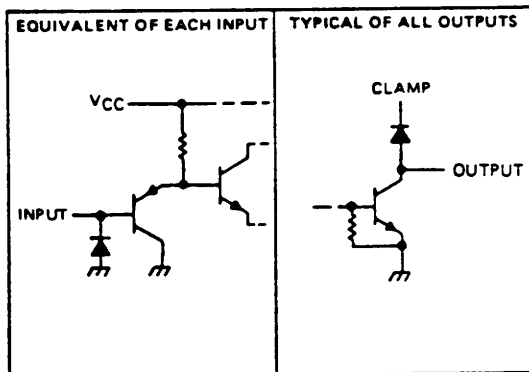 EQUIVALENT OF EACH INPUT
TYPICAL OF ALL OUTPUTS
VCC
INPUT
CLAMP
OUTPUT